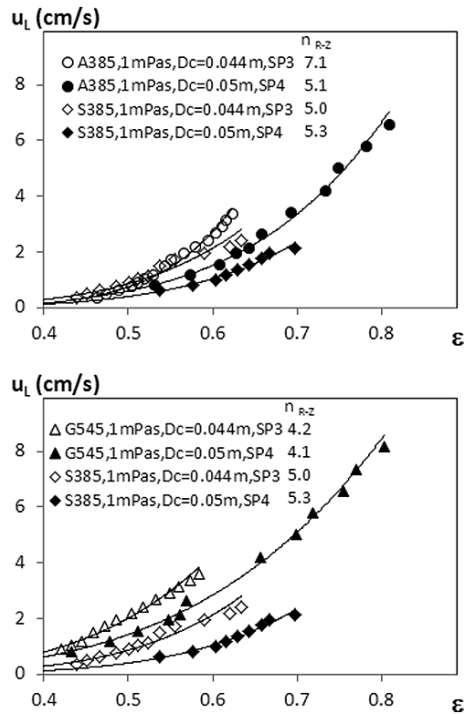 u_L (cm/s)
n R-Z
A385,1mPas,Dc=0.044m,SP3 7.1
A385,1mPas,Dc=0.05m,SP4 5.1
S385,1mPas,Dc=0.044m,SP3 5.0
S385,1mPas,Dc=0.05m,SP4 5.3
8
6
4
2
0
0.4 0.5 0.6 0.7 0.8 ε
u_L (cm/s)
n R-Z
G545,1mPas,Dc=0.044m,SP3 4.2
G545,1mPas,Dc=0.05m,SP4 4.1
S385,1mPas,Dc=0.044m,SP3 5.0
S385,1mPas,Dc=0.05m,SP4 5.3
8
6
4
2
0
0.4 0.5 0.6 0.7 0.8 ε